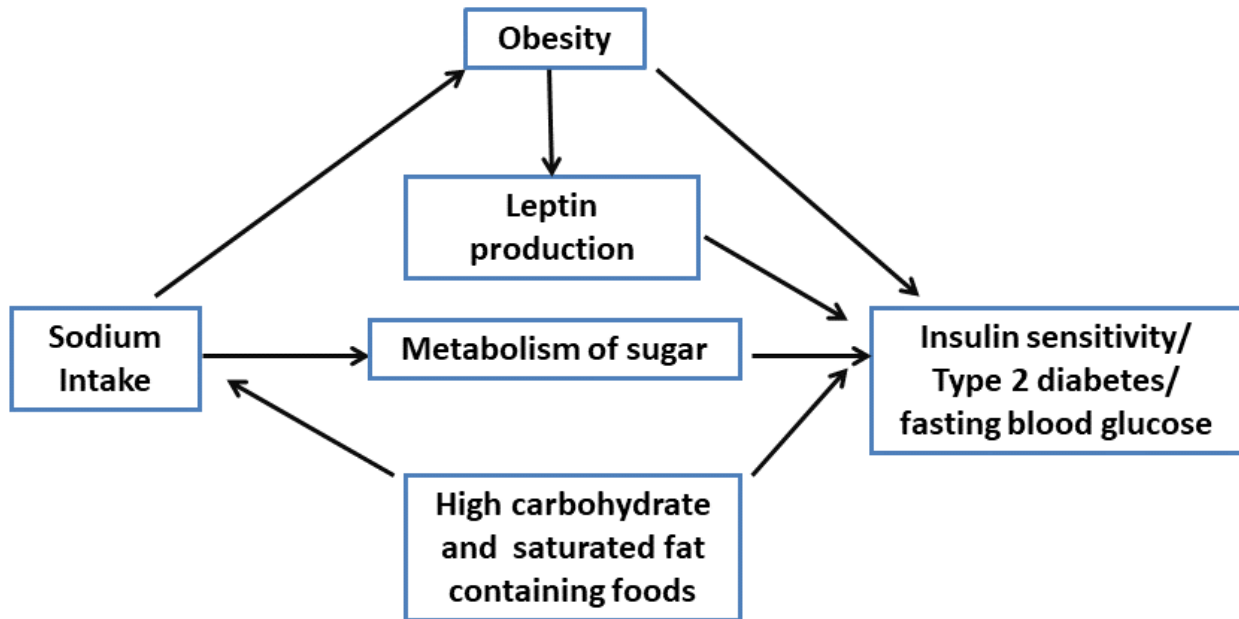 Obesity
Leptin
production
Sodium
Intake
Metabolism of sugar
Insulin sensitivity/
Type 2 diabetes/
fasting blood glucose
High carbohydrate
and saturated fat
containing foods